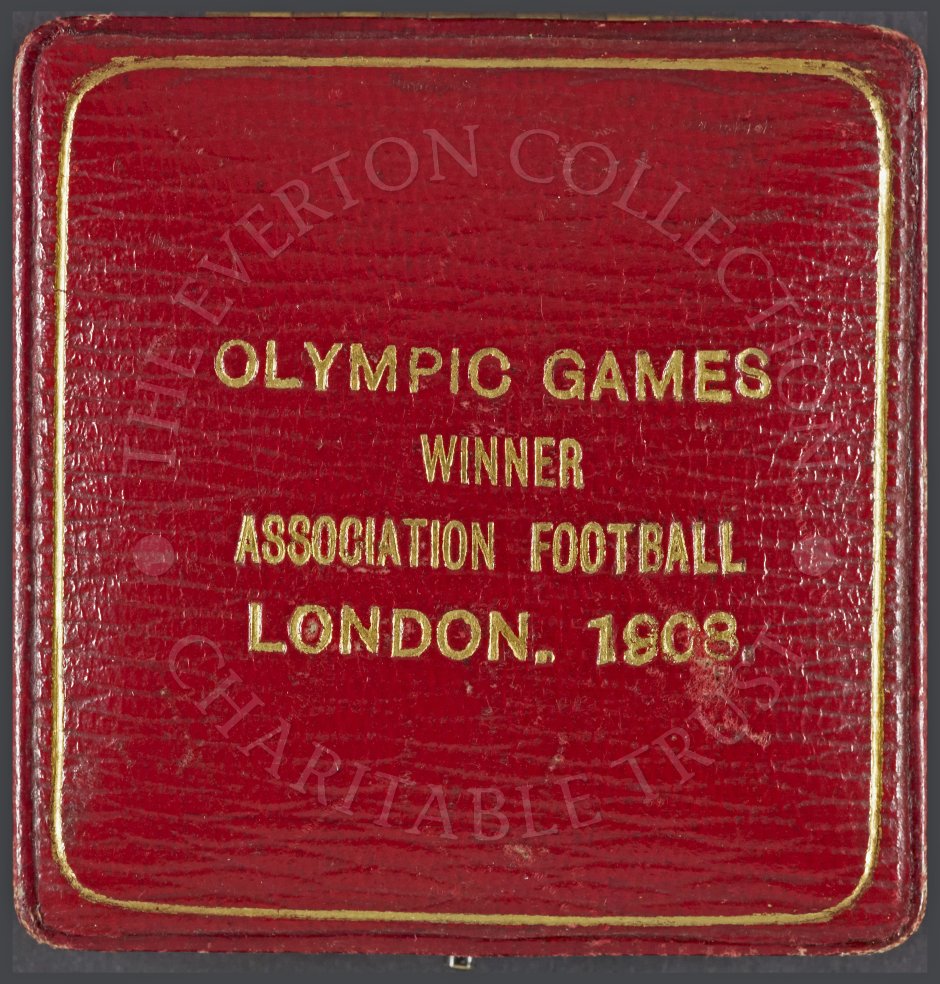 THE EVERTON COLLECTION
OLYMPIC GAMES
WINNER
ASSOCIATION FOOTBALL
LONDON. 1908.
CHARITABLE TRUST